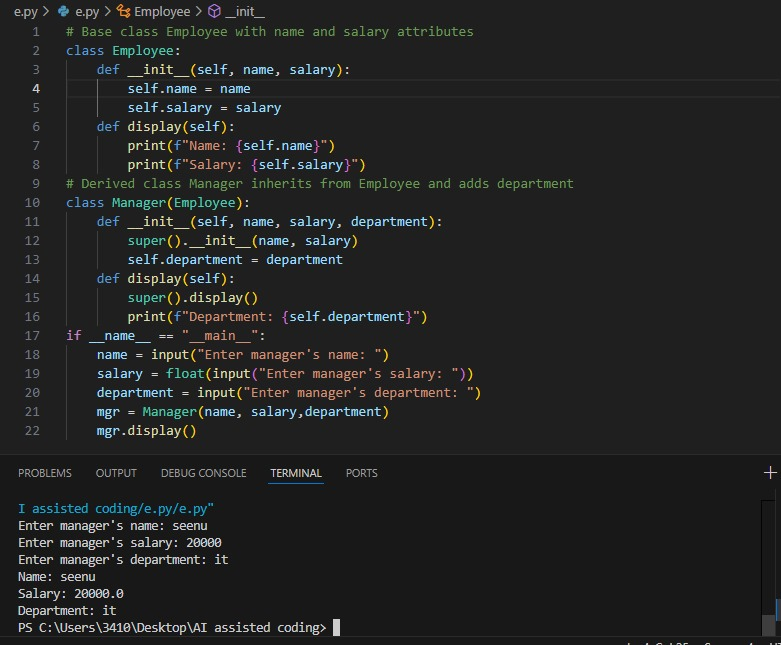 e.py > e.py > Employee > __init__
1 # Base class Employee with name and salary attributes
2 class Employee:
3     def __init__(self, name, salary):
4         self.name = name
5         self.salary = salary
6     def display(self):
7         print(f"Name: {self.name}")
8         print(f"Salary: {self.salary}")
9 # Derived class Manager inherits from Employee and adds department
10 class Manager(Employee):
11     def __init__(self, name, salary, department):
12         super().__init__(name, salary)
13         self.department = department
14     def display(self):
15         super().display()
16         print(f"Department: {self.department}")
17 if __name__ == "__main__":
18     name = input("Enter manager's name: ")
19     salary = float(input("Enter manager's salary: "))
20     department = input("Enter manager's department: ")
21     mgr = Manager(name, salary,department)
22     mgr.display()
PROBLEMS OUTPUT DEBUG CONSOLE TERMINAL PORTS
I assisted coding/e.py/e.py"
Enter manager's name: seenu
Enter manager's salary: 20000
Enter manager's department: it
Name: seenu
Salary: 20000.0
Department: it
PS C:\Users\3410\Desktop\AI assisted coding>